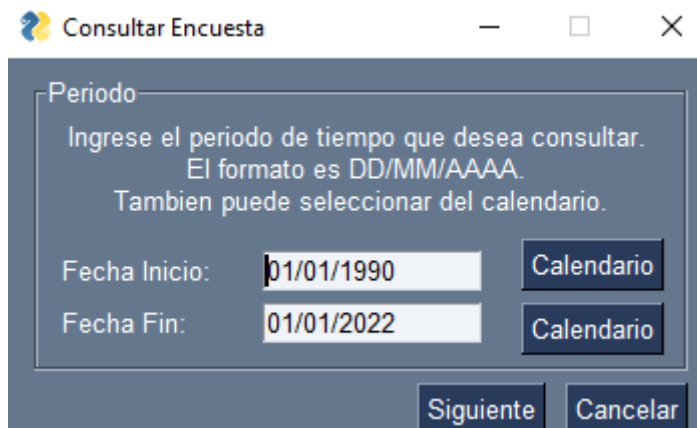 Consultar Encuesta
Periodo
Ingrese el periodo de tiempo que desea consultar.
El formato es DD/MM/AAAA.
Tambien puede seleccionar del calendario.
Fecha Inicio: 01/01/1990 Calendario
Fecha Fin: 01/01/2022 Calendario
Siguiente Cancelar